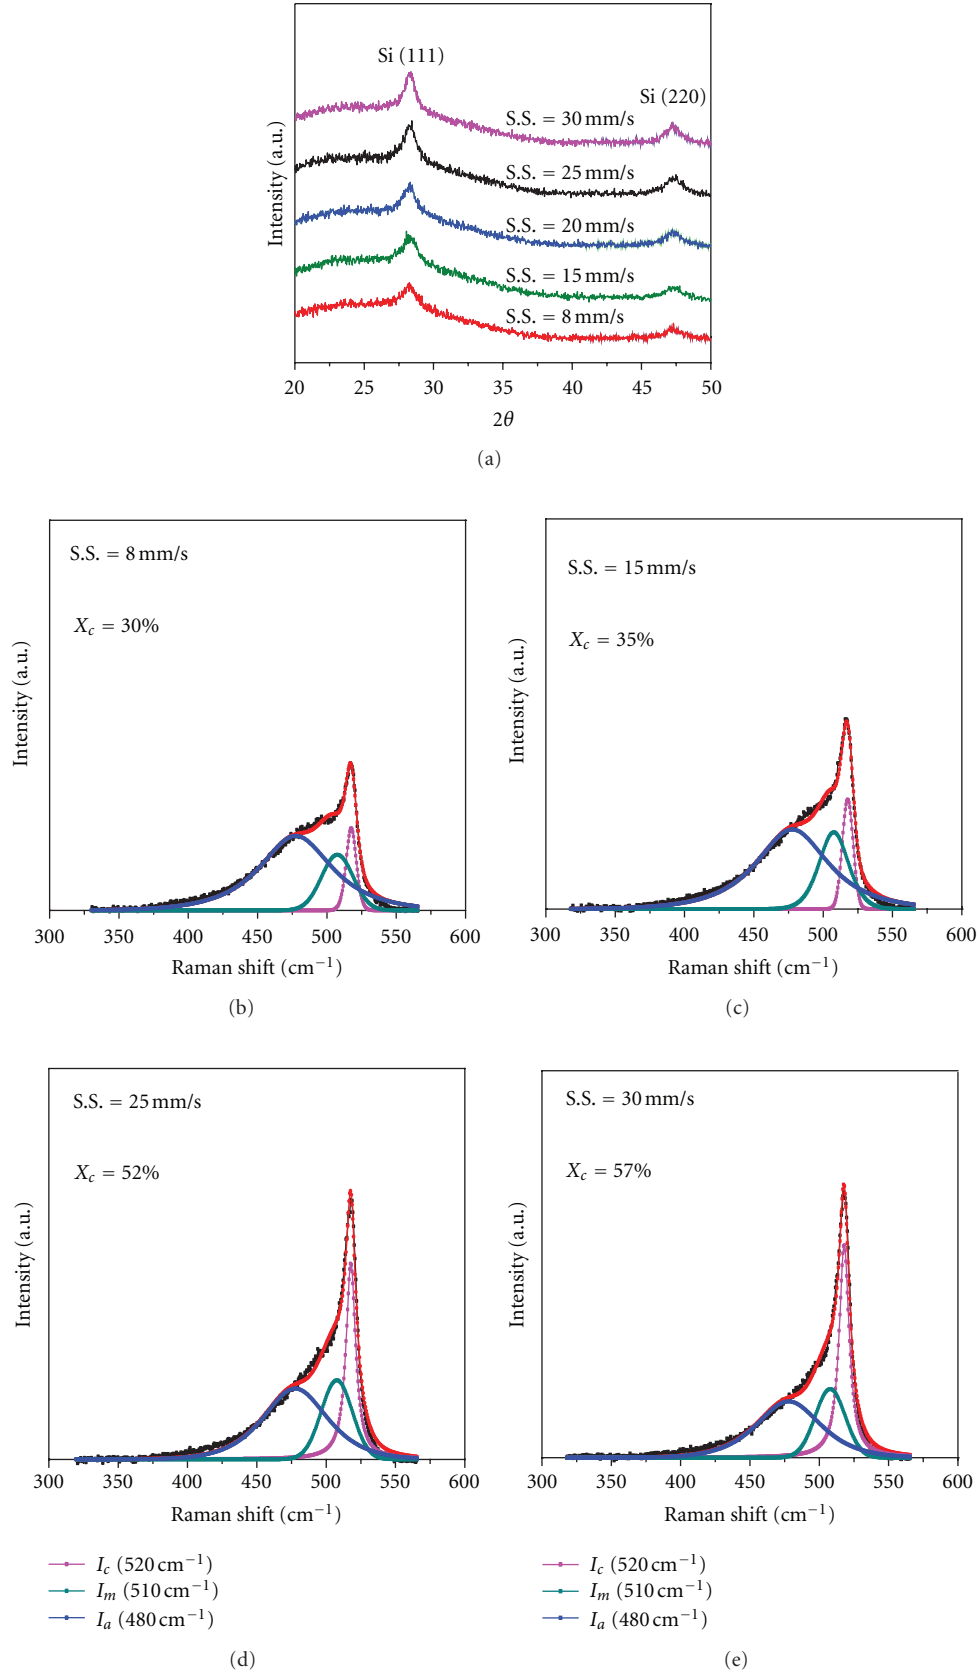 Si (111)
Si (220)
S.S. = 30 mm/s
S.S. = 25 mm/s
S.S. = 20 mm/s
S.S. = 15 mm/s
S.S. = 8 mm/s
Intensity (a.u.)
20 25 30 35 40 45 50
2θ
(a)
S.S. = 8 mm/s
X_c = 30%
Intensity (a.u.)
300 350 400 450 500 550 600
Raman shift (cm⁻¹)
(b)
S.S. = 15 mm/s
X_c = 35%
Intensity (a.u.)
300 350 400 450 500 550 600
Raman shift (cm⁻¹)
(c)
S.S. = 25 mm/s
X_c = 52%
Intensity (a.u.)
300 350 400 450 500 550 600
Raman shift (cm⁻¹)
I_c (520 cm⁻¹)
I_m (510 cm⁻¹)
I_a (480 cm⁻¹)
(d)
S.S. = 30 mm/s
X_c = 57%
Intensity (a.u.)
300 350 400 450 500 550 600
Raman shift (cm⁻¹)
I_c (520 cm⁻¹)
I_m (510 cm⁻¹)
I_a (480 cm⁻¹)
(e)